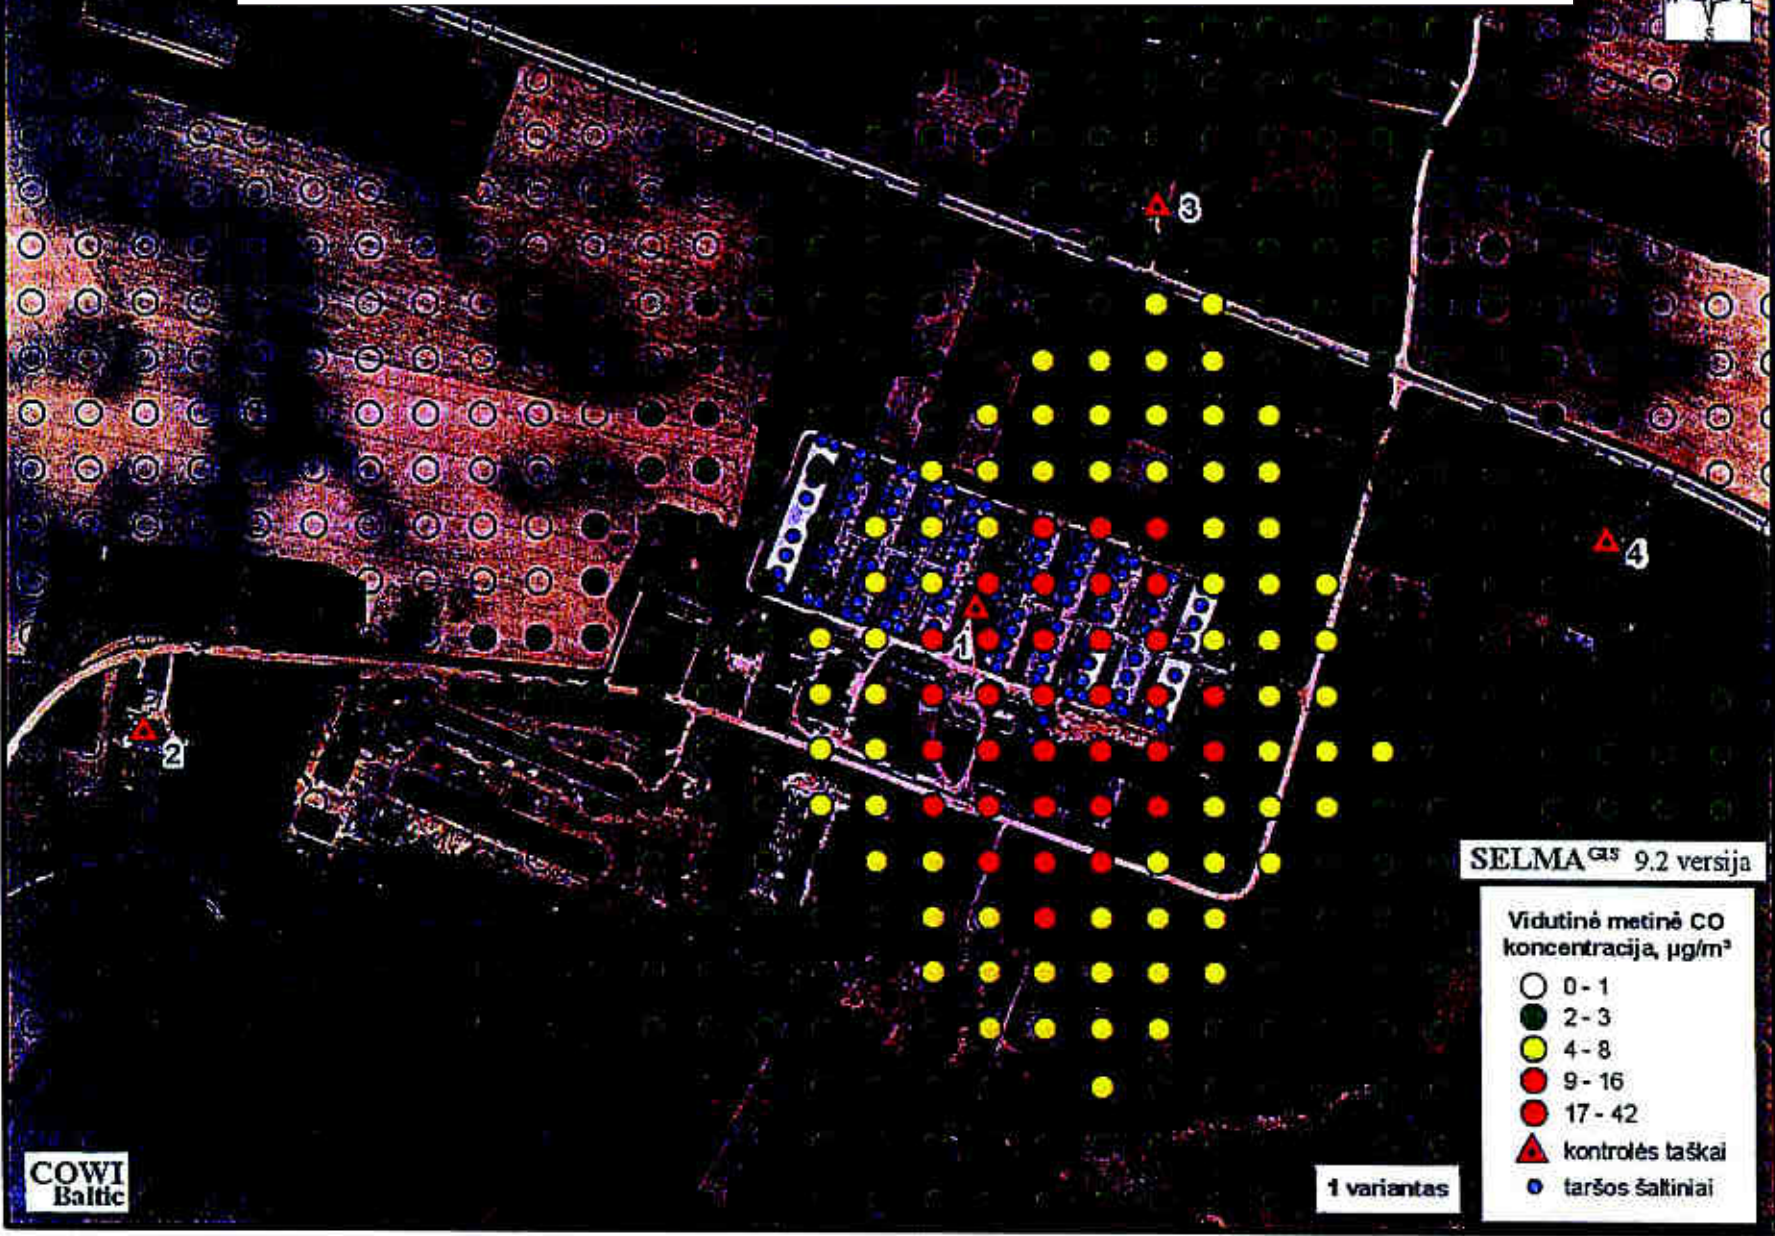 S
3
4
1
2
SELMA GIS 9.2 versija
Vidutinė metinė CO
koncentracija, µg/m³
0 - 1
2 - 3
4 - 8
9 - 16
17 - 42
kontrolės taškai
taršos šaltiniai
1 variantas
COWI
Baltic